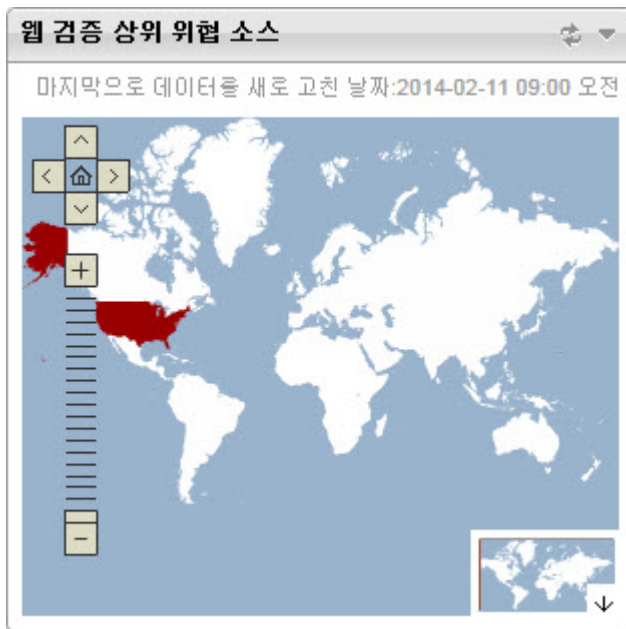 웹 검증 상위 위협 소스
마지막으로 데이터를 새로 고친 날짜:2014-02-11 09:00 오전